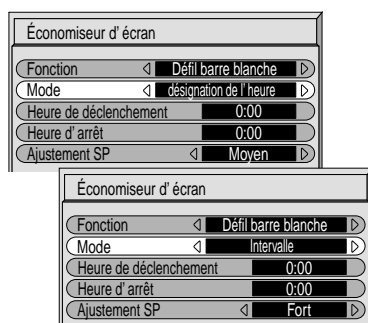 Économiseur d' écran
Fonction Défil barre blanche
Mode désignation de l' heure
Heure de déclenchement 0:00
Heure d' arrêt 0:00
Ajustement SP Moyen
Économiseur d' écran
Fonction Défil barre blanche
Mode Intervalle
Heure de déclenchement 0:00
Heure d' arrêt 0:00
Ajustement SP Fort